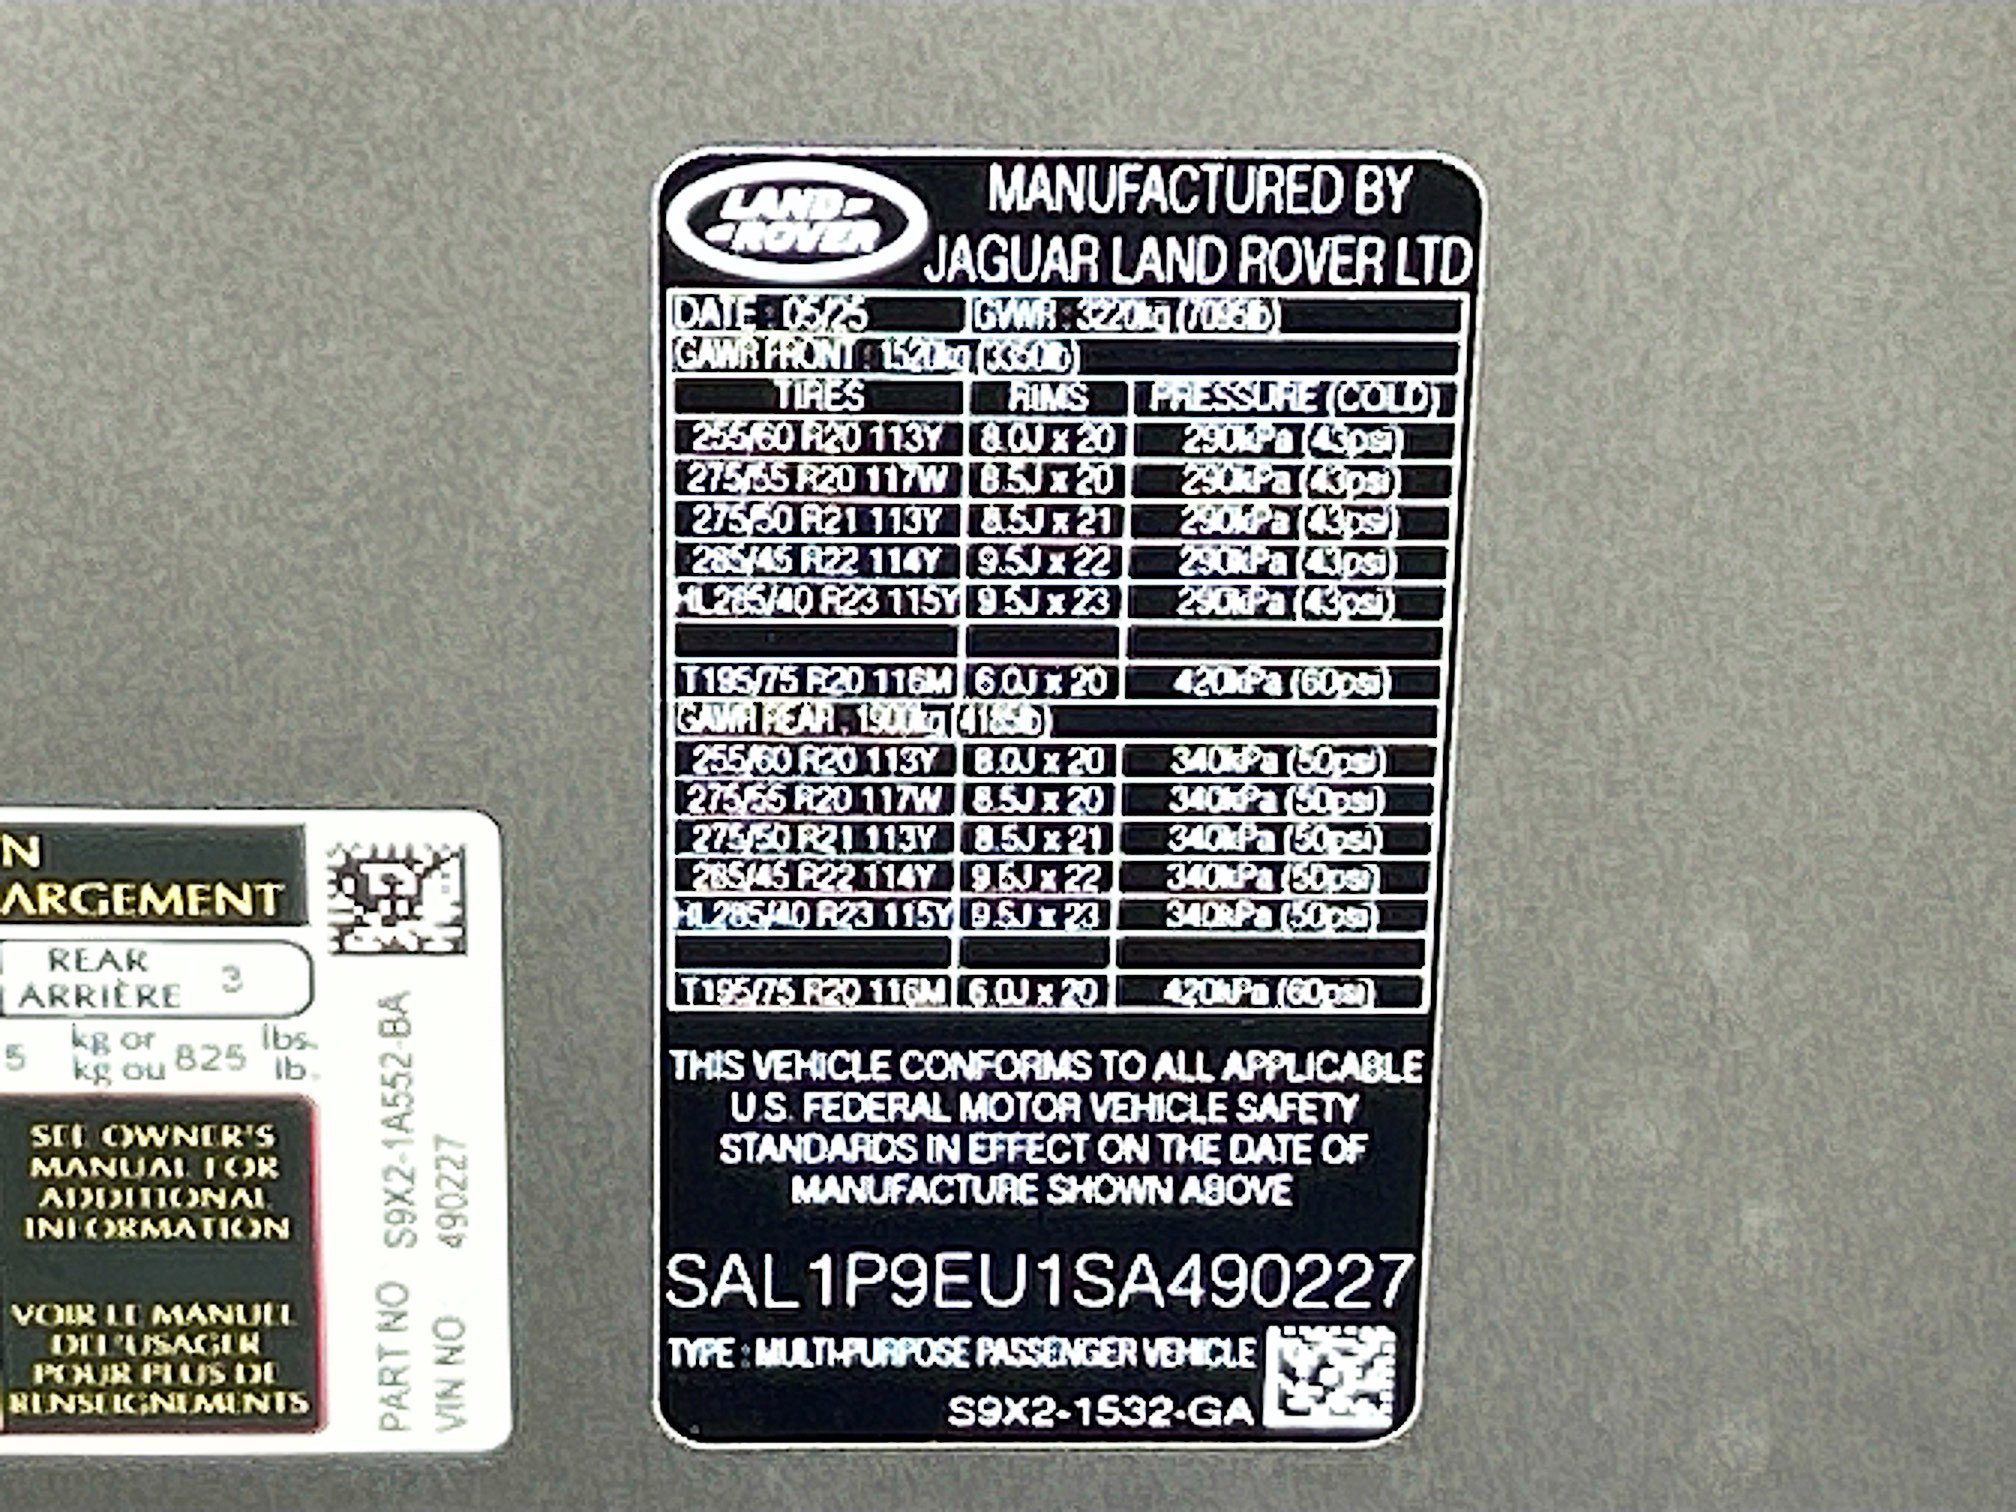 LAND-
-ROVER
MANUFACTURED BY
JAGUAR LAND ROVER LTD
DATE : 05/25 GVWR : 3220kg (7095lb)
GAWR FRONT : 1520kg (3350lb)
TIRES RIMS PRESSURE (COLD)
255/60 R20 113Y 8.0J x 20 290kPa (43psi)
275/55 R20 117W 8.5J x 20 290kPa (43psi)
275/50 R21 113Y 8.5J x 21 290kPa (43psi)
285/45 R22 114Y 9.5J x 22 290kPa (43psi)
HL285/40 R23 115Y 9.5J x 23 290kPa (43psi)
T195/75 R20 116M 6.0J x 20 420kPa (60psi)
GAWR REAR : 1900kg (4185lb)
255/60 R20 113Y 8.0J x 20 340kPa (50psi)
275/55 R20 117W 8.5J x 20 340kPa (50psi)
275/50 R21 113Y 8.5J x 21 340kPa (50psi)
285/45 R22 114Y 9.5J x 22 340kPa (50psi)
HL285/40 R23 115Y 9.5J x 23 340kPa (50psi)
T195/75 R20 116M 6.0J x 20 420kPa (60psi)
THIS VEHICLE CONFORMS TO ALL APPLICABLE
U.S. FEDERAL MOTOR VEHICLE SAFETY
STANDARDS IN EFFECT ON THE DATE OF
MANUFACTURE SHOWN ABOVE
SAL1P9EU1SA490227
TYPE : MULTI-PURPOSE PASSENGER VEHICLE
S9X2-1532-GA
N
ARGEMENT
REAR
ARRIÈRE 3
5 kg or 825 lbs.
kg ou lb.
SEE OWNER'S
MANUAL FOR
ADDITIONAL
INFORMATION
VOIR LE MANUEL
DE L'USAGER
POUR PLUS DE
RENSEIGNEMENTS
PART NO S9X2-1A552-BA
VIN NO 490227